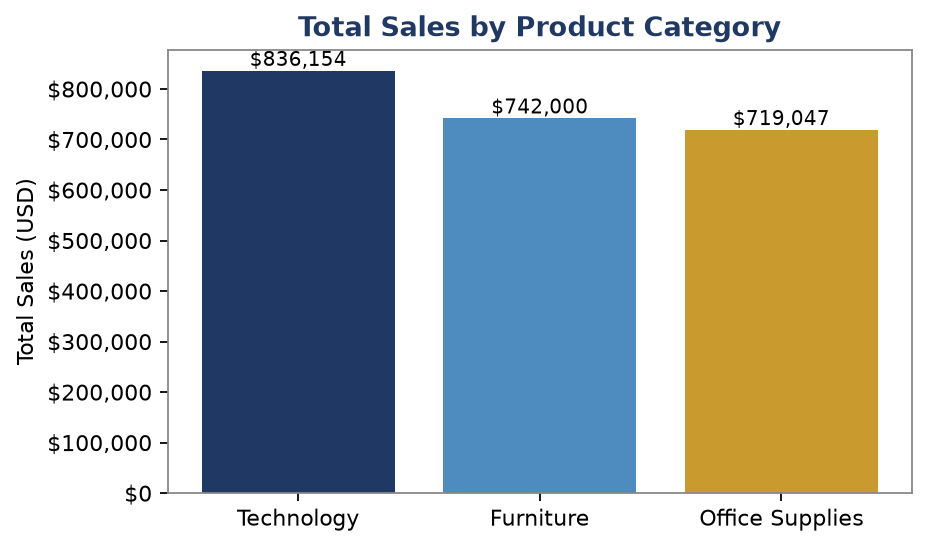 Total Sales by Product Category
$836,154
$742,000
$719,047
Total Sales (USD)
$800,000
$700,000
$600,000
$500,000
$400,000
$300,000
$200,000
$100,000
$0
Technology
Furniture
Office Supplies